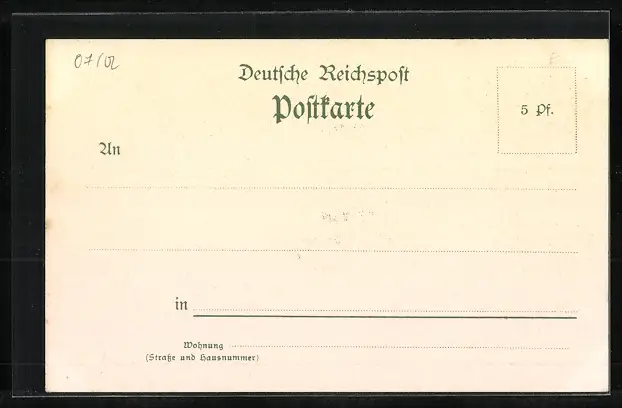 07/02
Deutsche Reichspost
Postkarte
5 Pf.
An
in
Wohnung
(Straße und Hausnummer)